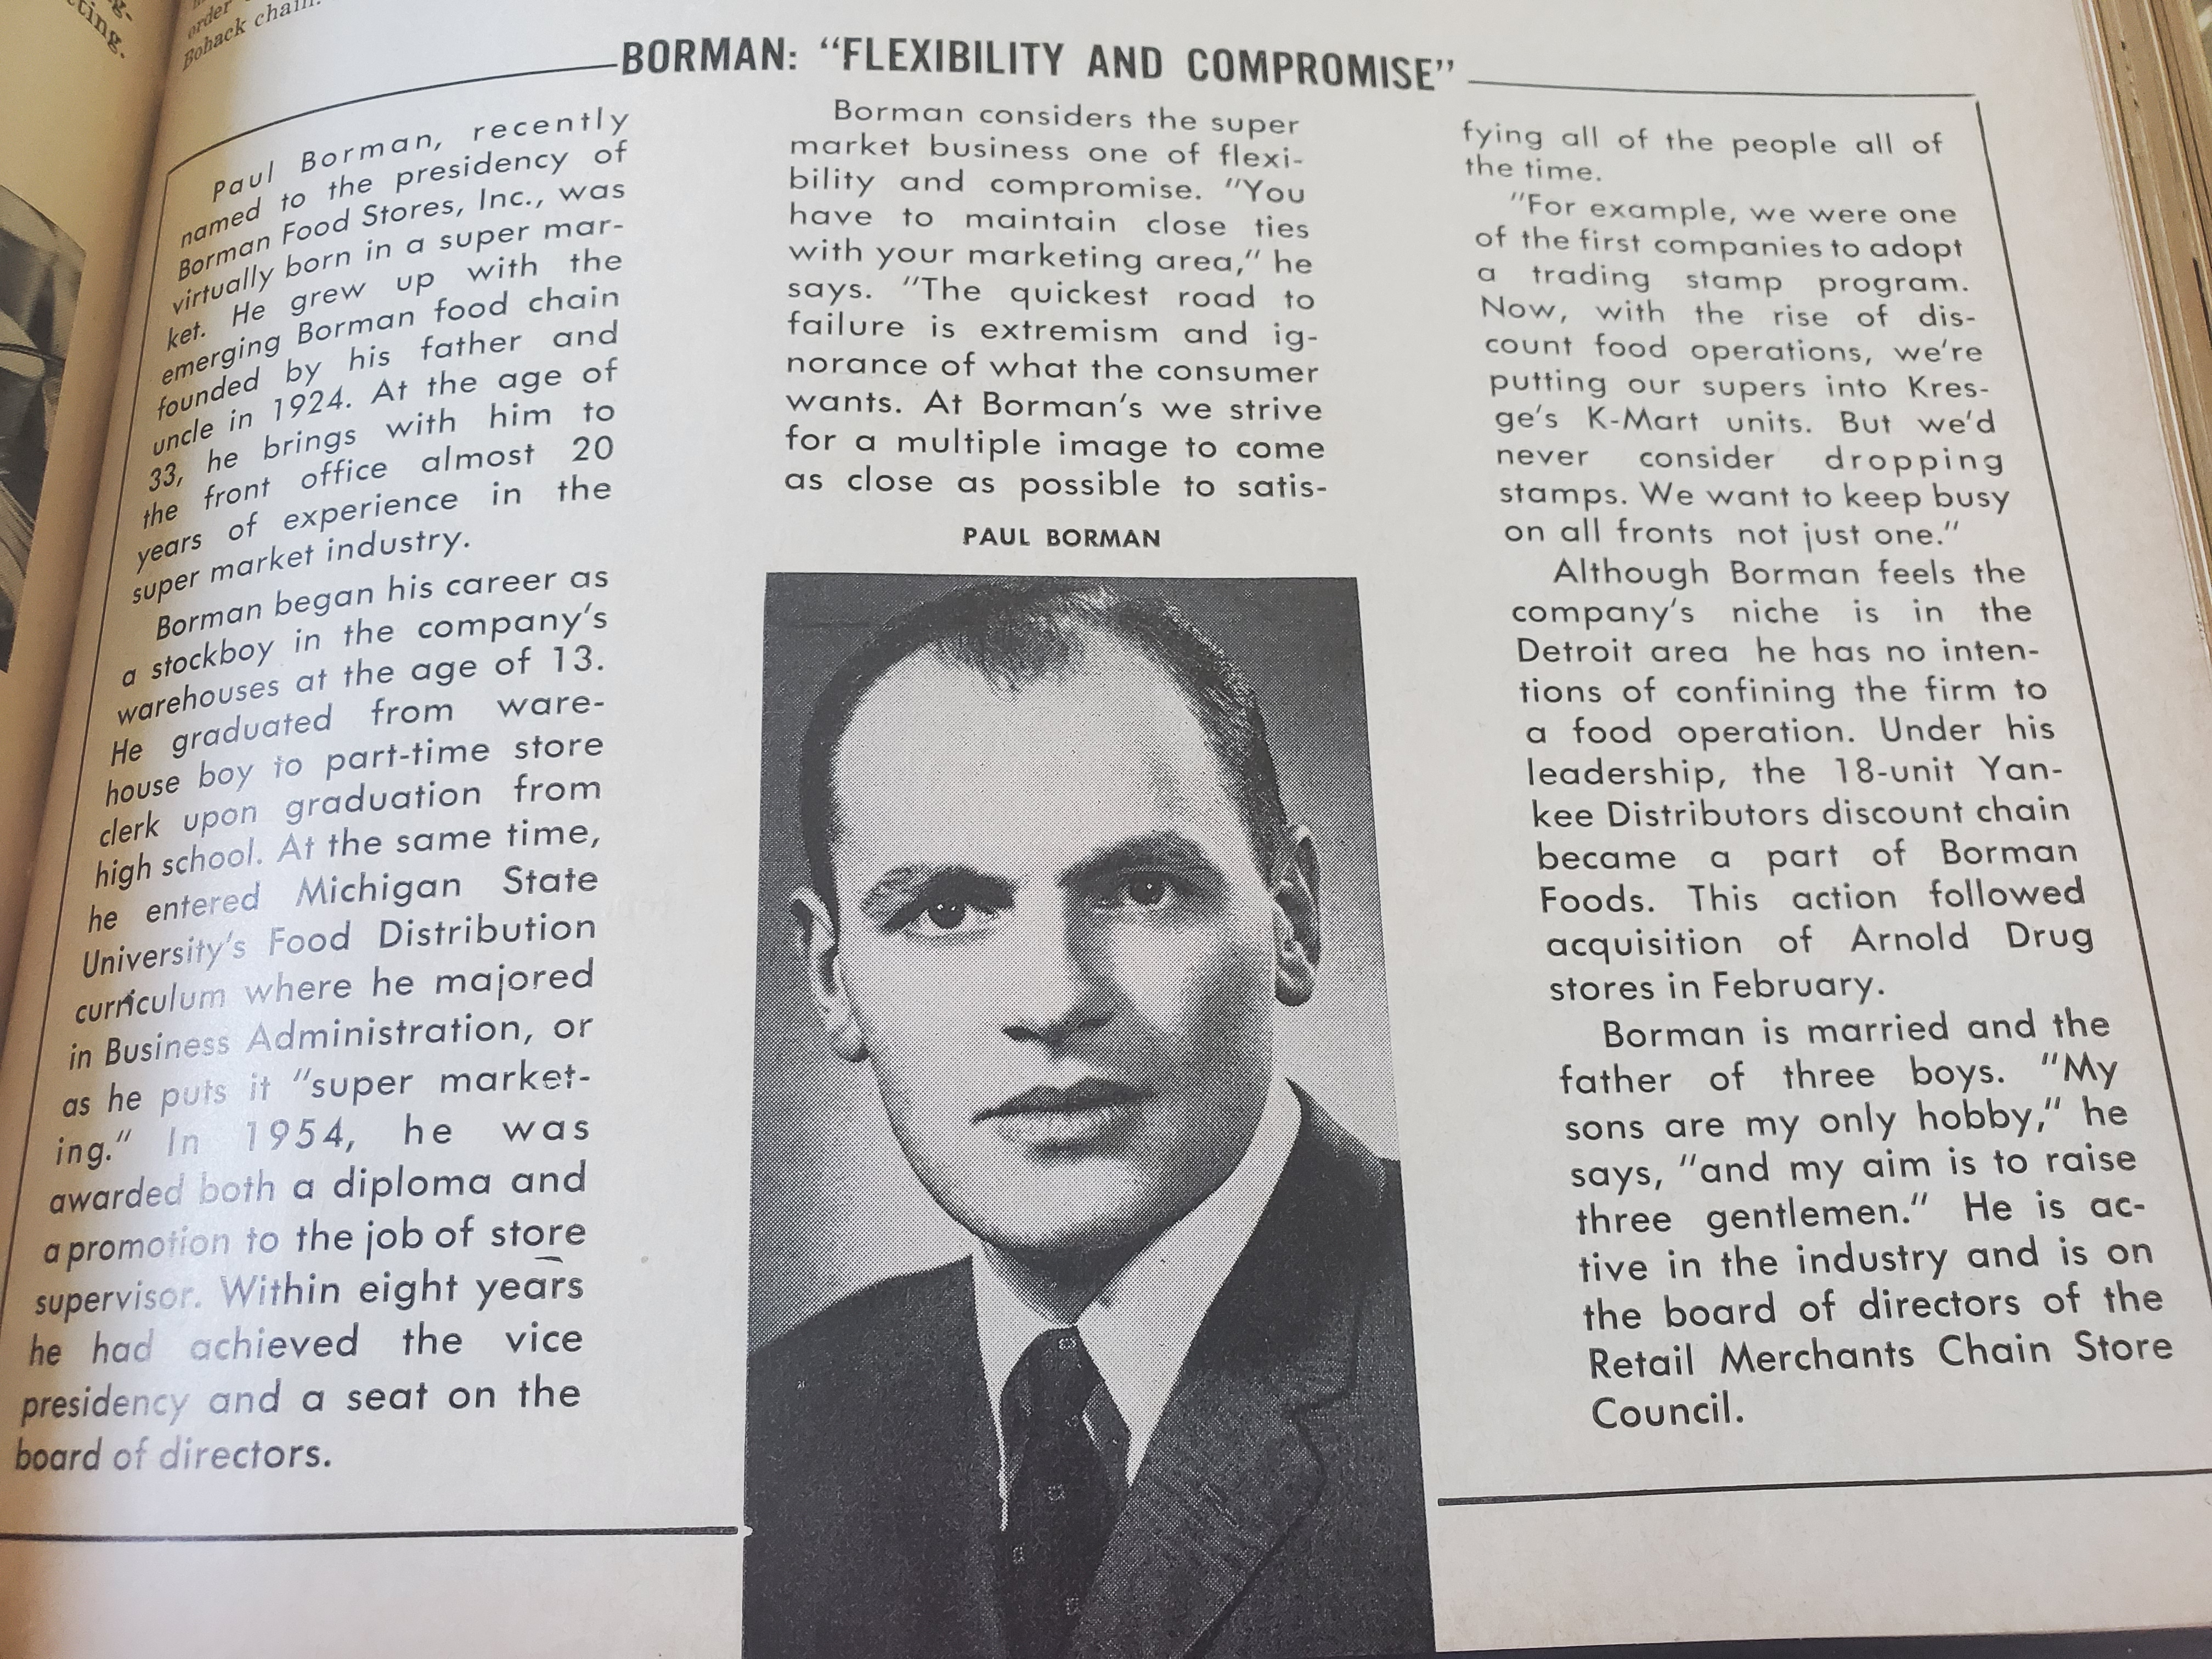 order
Bohack chain.
ting.
BORMAN: “FLEXIBILITY AND COMPROMISE”
Paul Borman, recently
named to the presidency of
Borman Food Stores, Inc., was
virtually born in a super mar-
ket. He grew up with the
emerging Borman food chain
founded by his father and
uncle in 1924. At the age of
33, he brings with him to
the front office almost 20
years of experience in the
super market industry.
Borman began his career as
a stockboy in the company's
warehouses at the age of 13.
He graduated from ware-
house boy to part-time store
clerk upon graduation from
high school. At the same time,
he entered Michigan State
University's Food Distribution
curriculum where he majored
in Business Administration, or
as he puts it "super market-
ing." In 1954, he was
awarded both a diploma and
a promotion to the job of store
supervisor. Within eight years
he had achieved the vice
presidency and a seat on the
board of directors.
Borman considers the super
market business one of flexi-
bility and compromise. "You
have to maintain close ties
with your marketing area," he
says. "The quickest road to
failure is extremism and ig-
norance of what the consumer
wants. At Borman's we strive
for a multiple image to come
as close as possible to satis-
PAUL BORMAN
fying all of the people all of
the time.
"For example, we were one
of the first companies to adopt
a trading stamp program.
Now, with the rise of dis-
count food operations, we're
putting our supers into Kres-
ge's K-Mart units. But we'd
never consider dropping
stamps. We want to keep busy
on all fronts not just one."
Although Borman feels the
company's niche is in the
Detroit area he has no inten-
tions of confining the firm to
a food operation. Under his
leadership, the 18-unit Yan-
kee Distributors discount chain
became a part of Borman
Foods. This action followed
acquisition of Arnold Drug
stores in February.
Borman is married and the
father of three boys. "My
sons are my only hobby," he
says, "and my aim is to raise
three gentlemen." He is ac-
tive in the industry and is on
the board of directors of the
Retail Merchants Chain Store
Council.